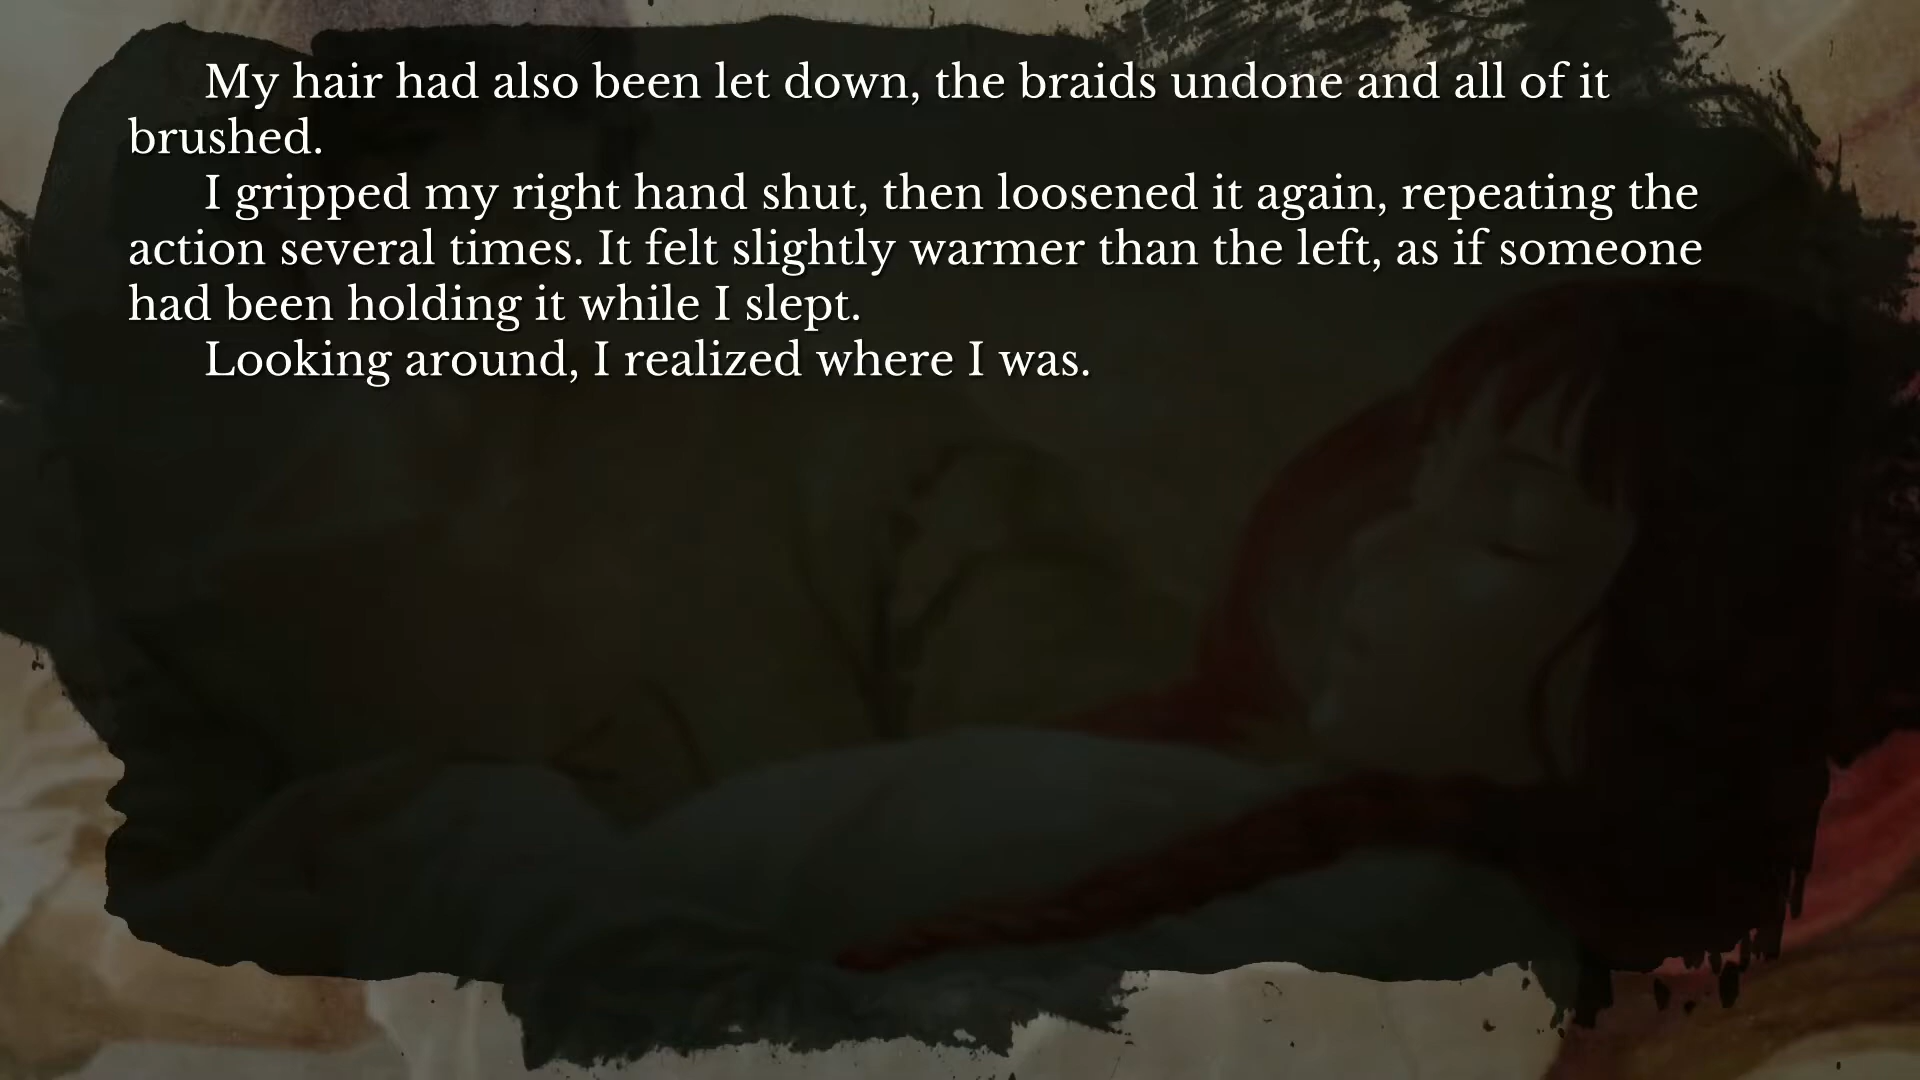 My hair had also been let down, the braids undone and all of it
brushed.
I gripped my right hand shut, then loosened it again, repeating the
action several times. It felt slightly warmer than the left, as if someone
had been holding it while I slept.
Looking around, I realized where I was.